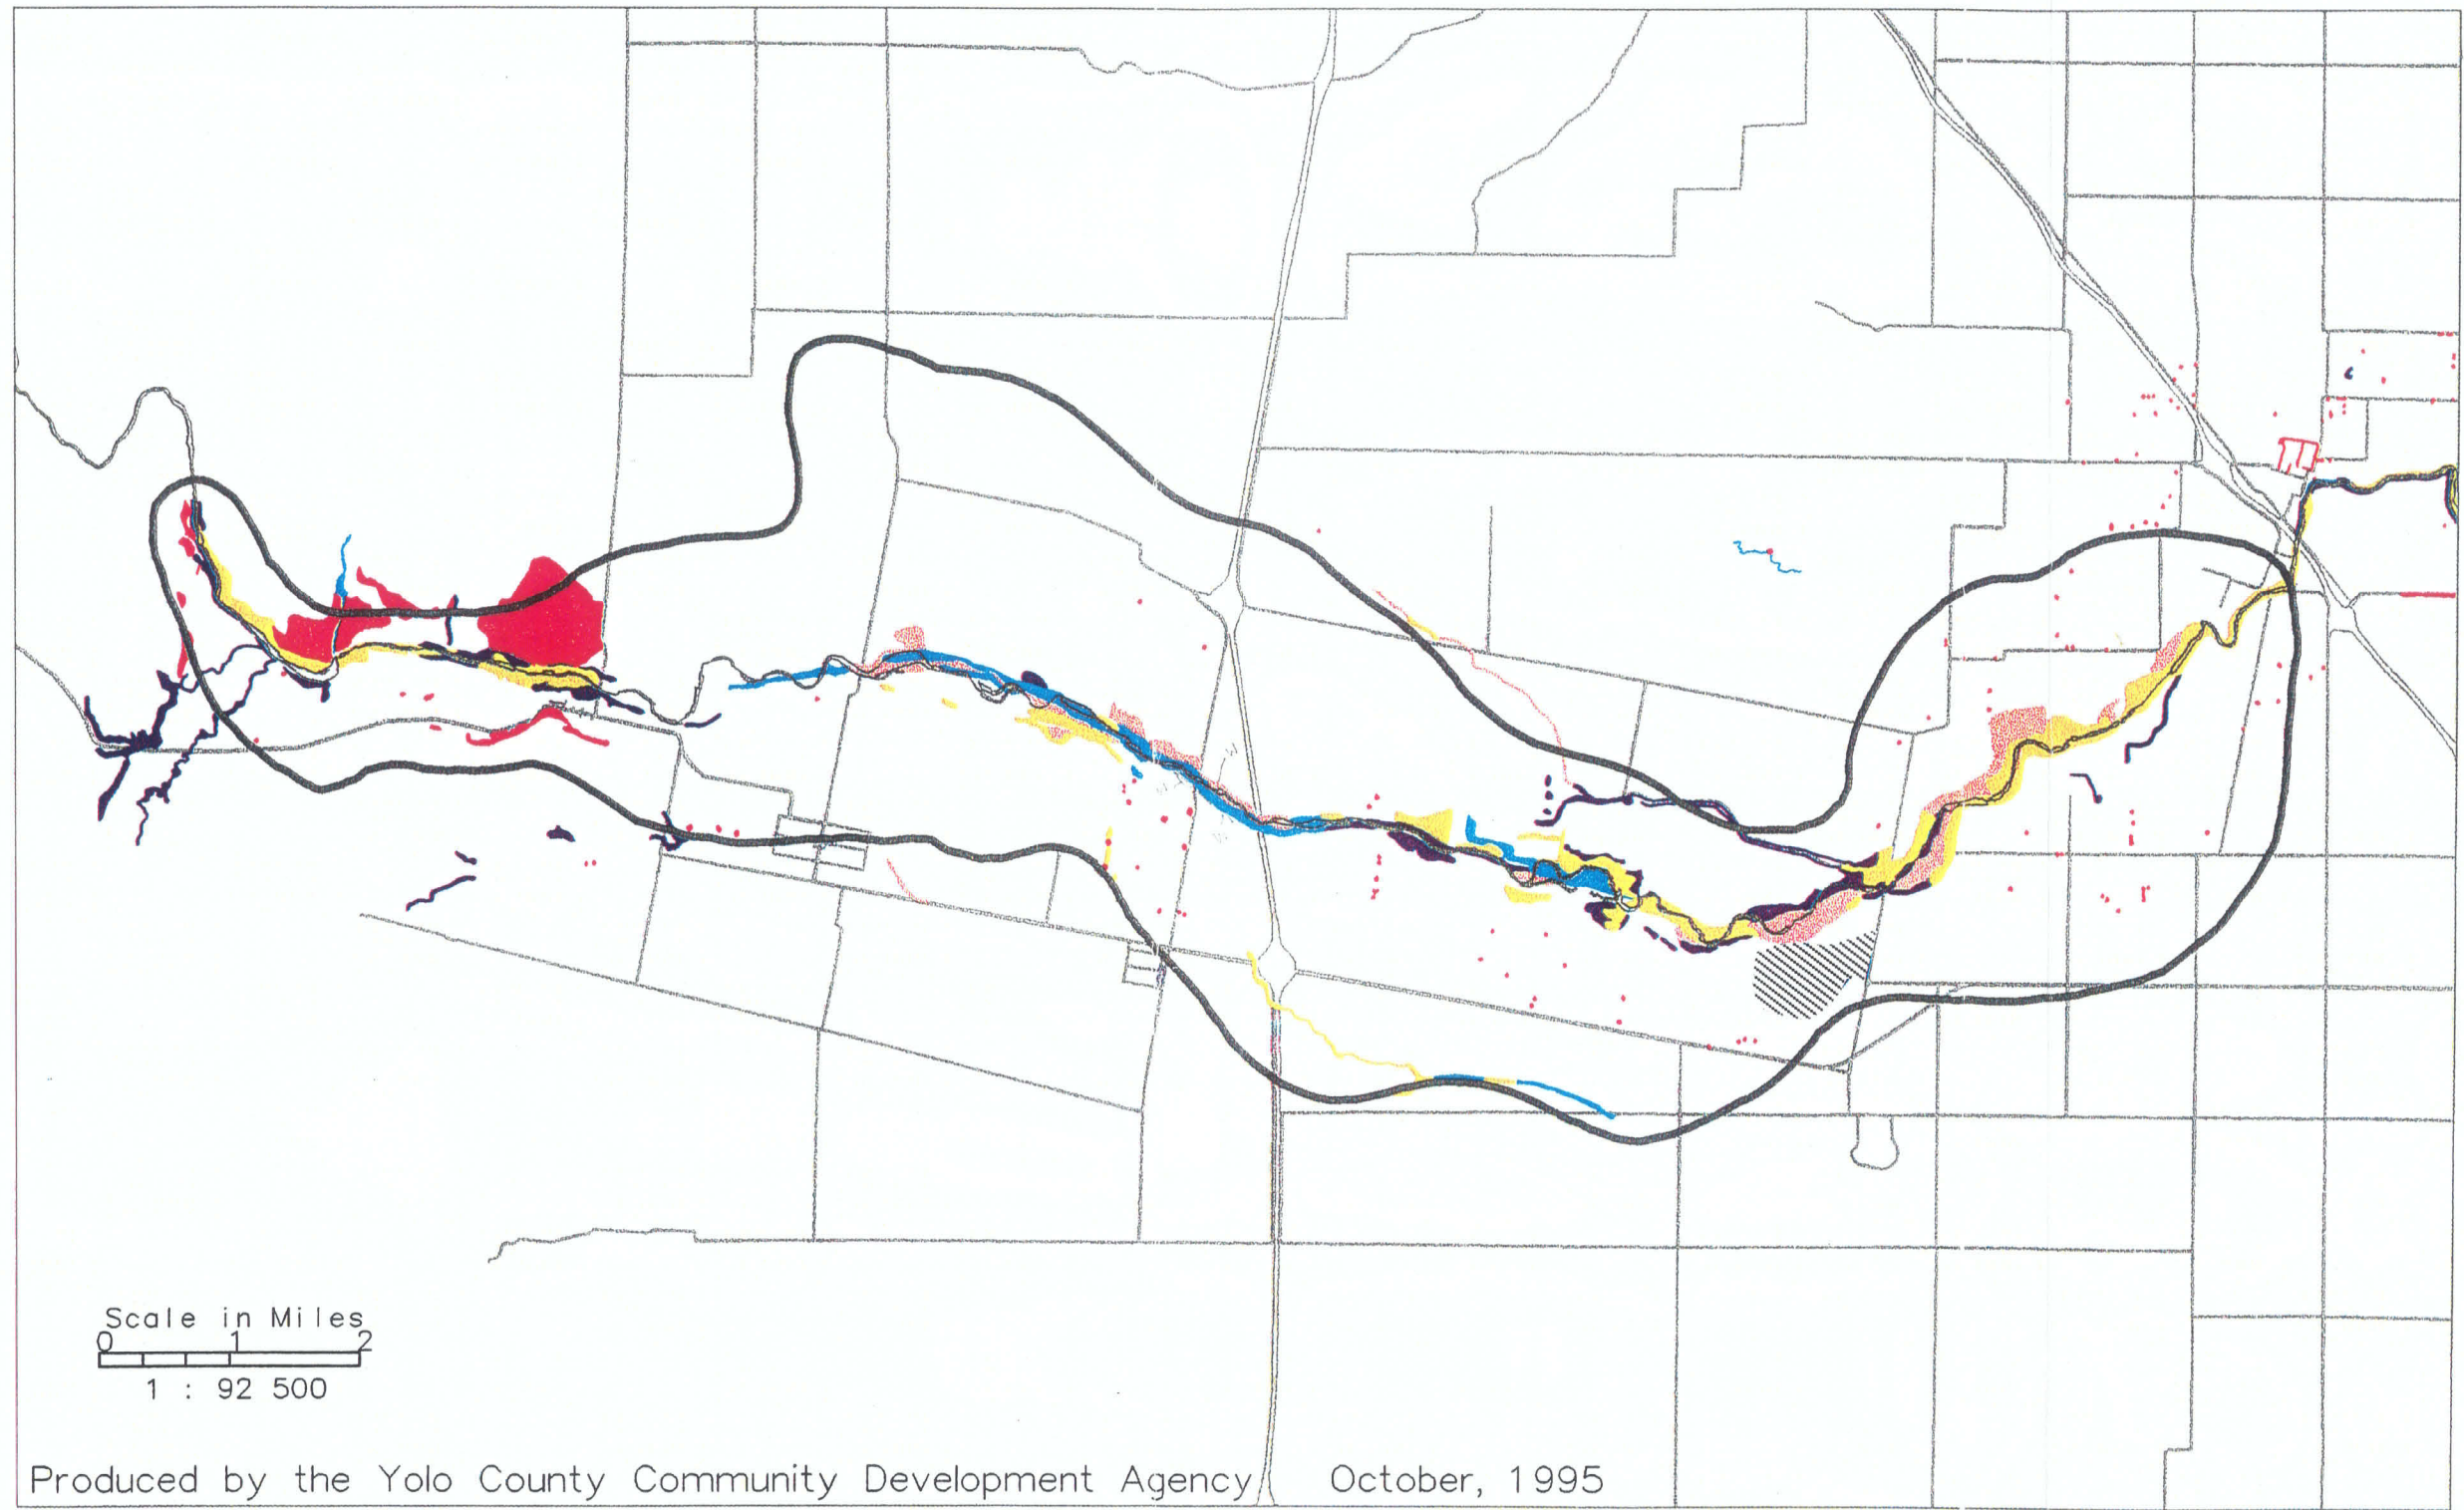 Scale in Miles
0 1 2
1 : 92 500
Produced by the Yolo County Community Development Agency October, 1995